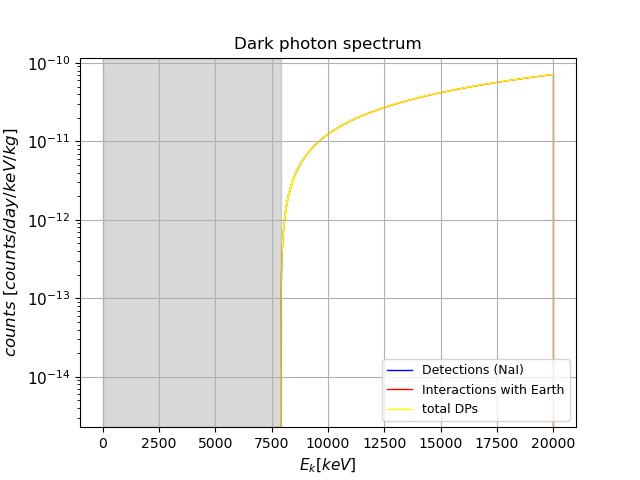 Dark photon spectrum
counts [counts/day/keV/kg]
10⁻¹⁰
10⁻¹¹
10⁻¹²
10⁻¹³
10⁻¹⁴
Detections (NaI)
Interactions with Earth
total DPs
0 2500 5000 7500 10000 12500 15000 17500 20000
Eₖ[keV]